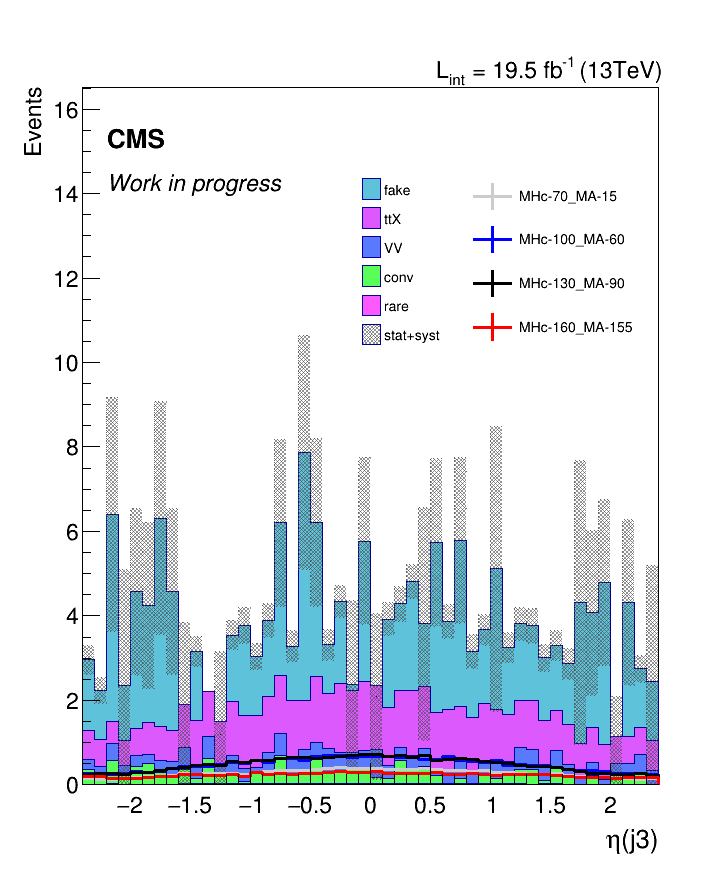 L_int = 19.5 fb^-1 (13TeV)
Events
CMS
Work in progress
fake
ttX
VV
conv
rare
stat+syst
MHc-70_MA-15
MHc-100_MA-60
MHc-130_MA-90
MHc-160_MA-155
16
14
12
10
8
6
4
2
0
−2 −1.5 −1 −0.5 0 0.5 1 1.5 2
η(j3)